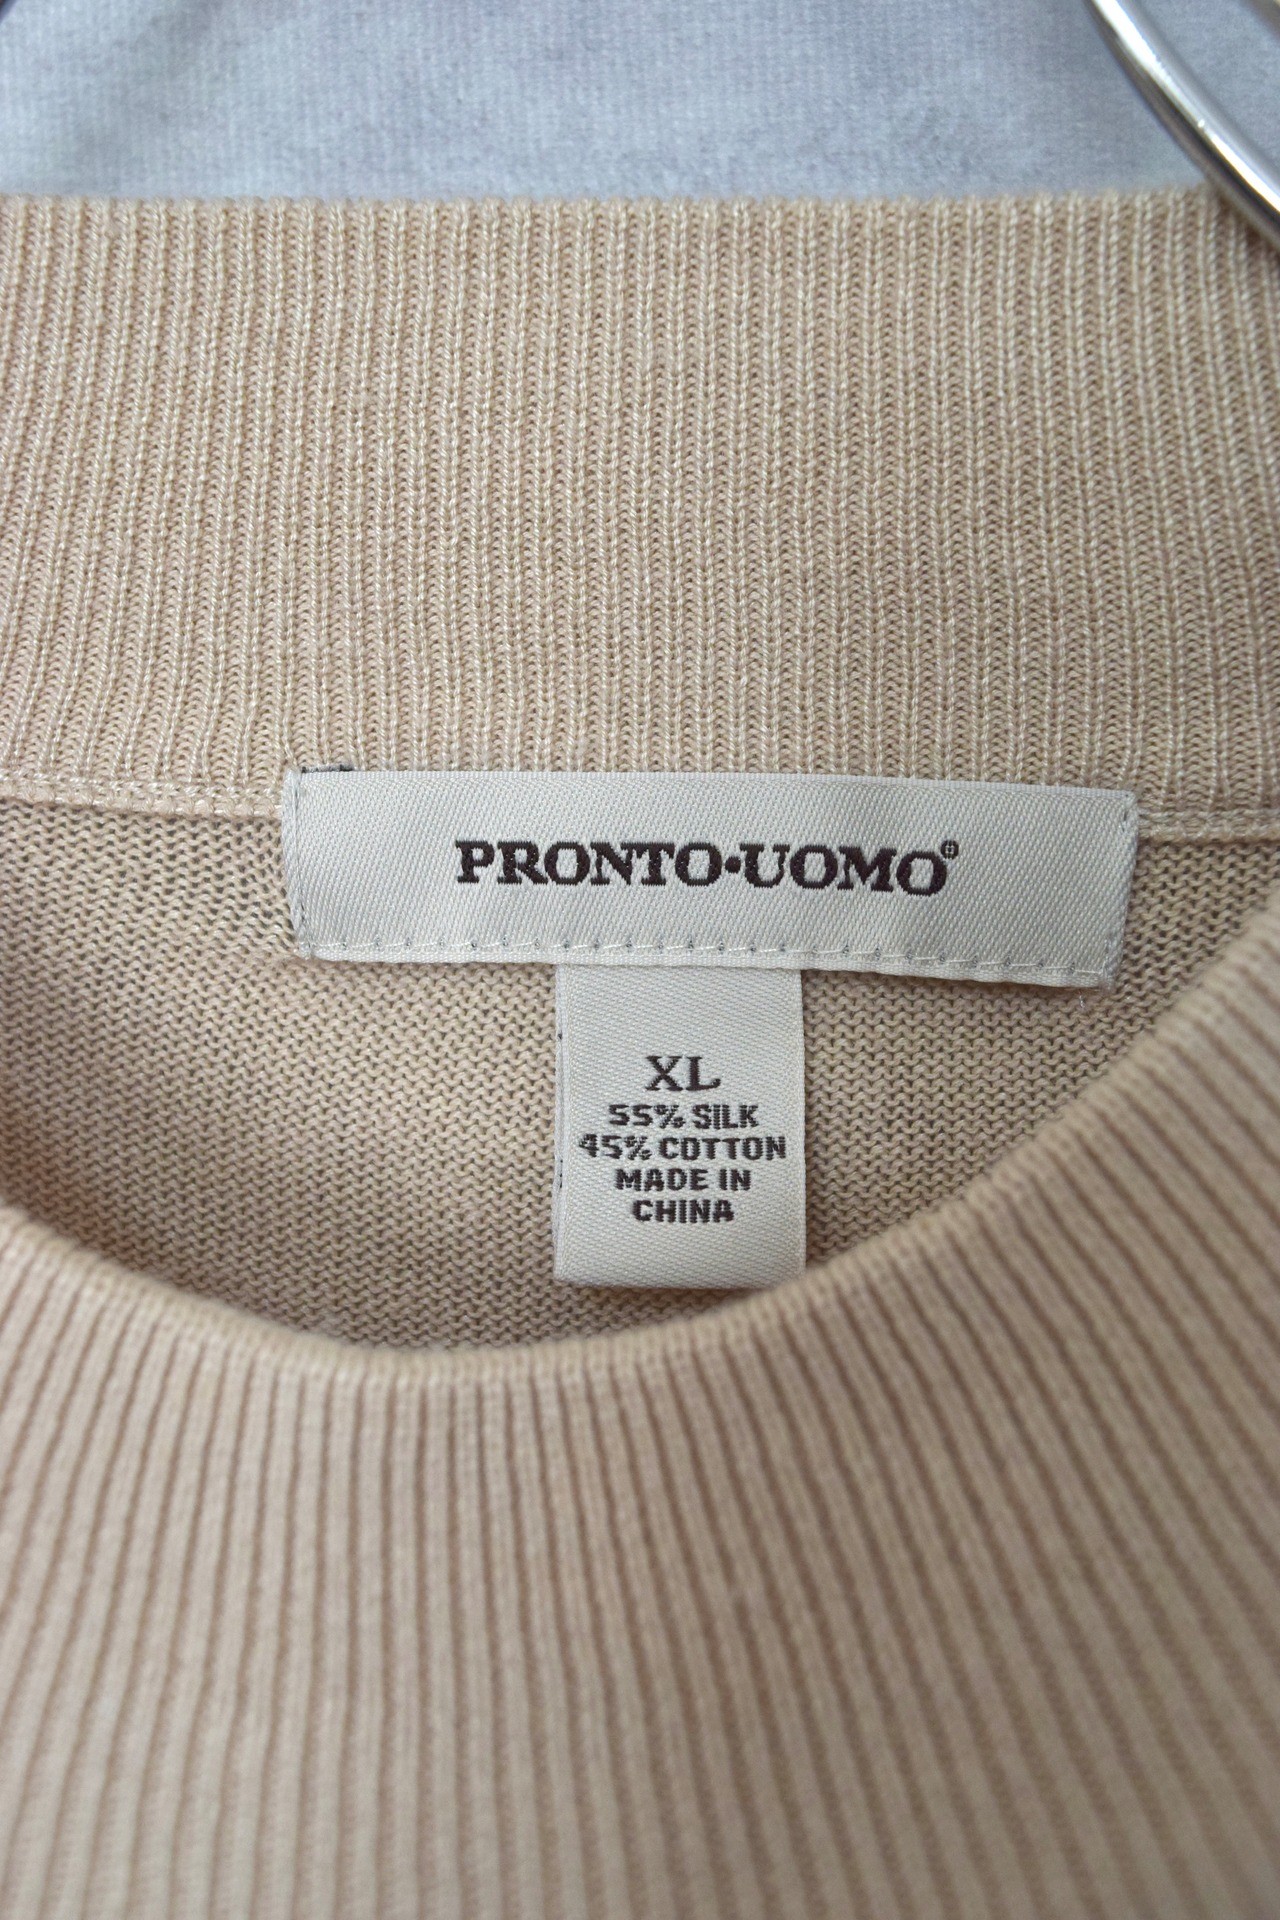 PRONTO•UOMO®
XL
55% SILK
45% COTTON
MADE IN
CHINA